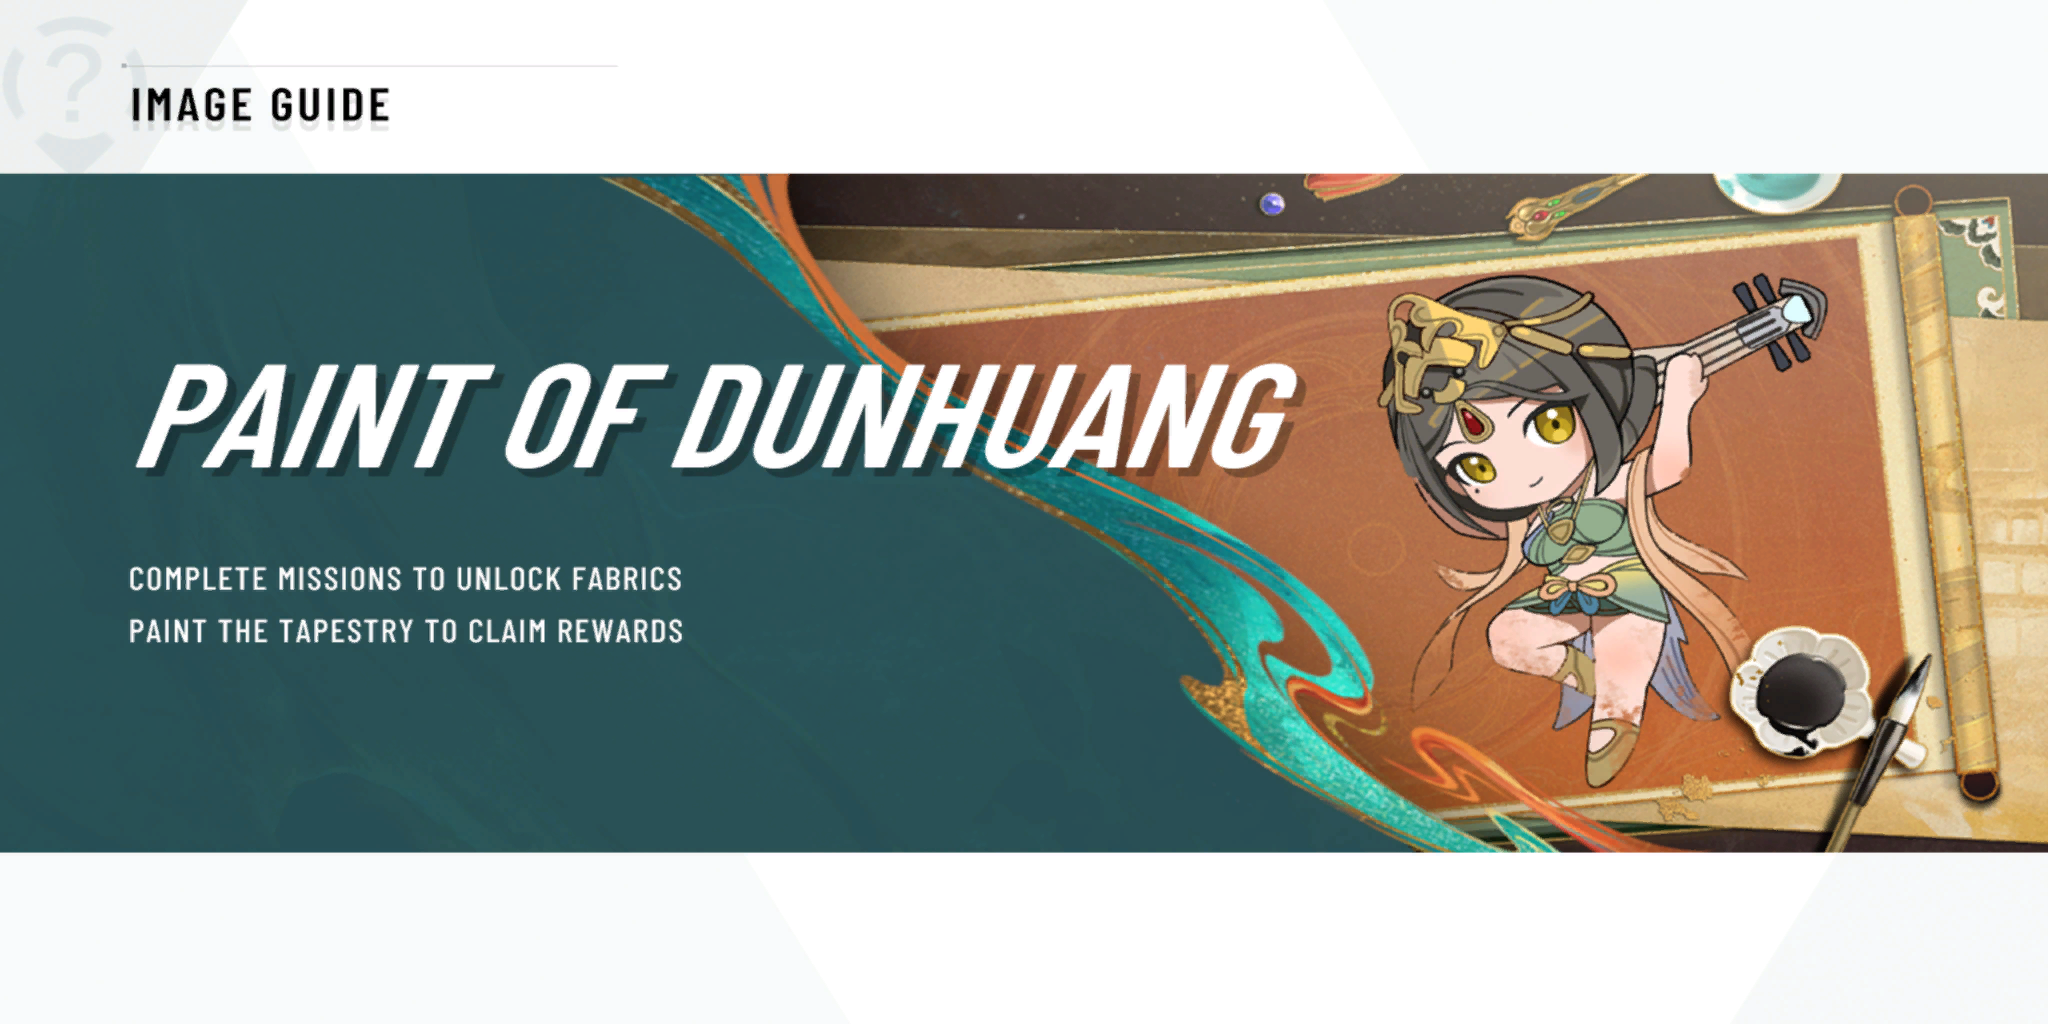 IMAGE GUIDE
PAINT OF DUNHUANG
COMPLETE MISSIONS TO UNLOCK FABRICS
PAINT THE TAPESTRY TO CLAIM REWARDS